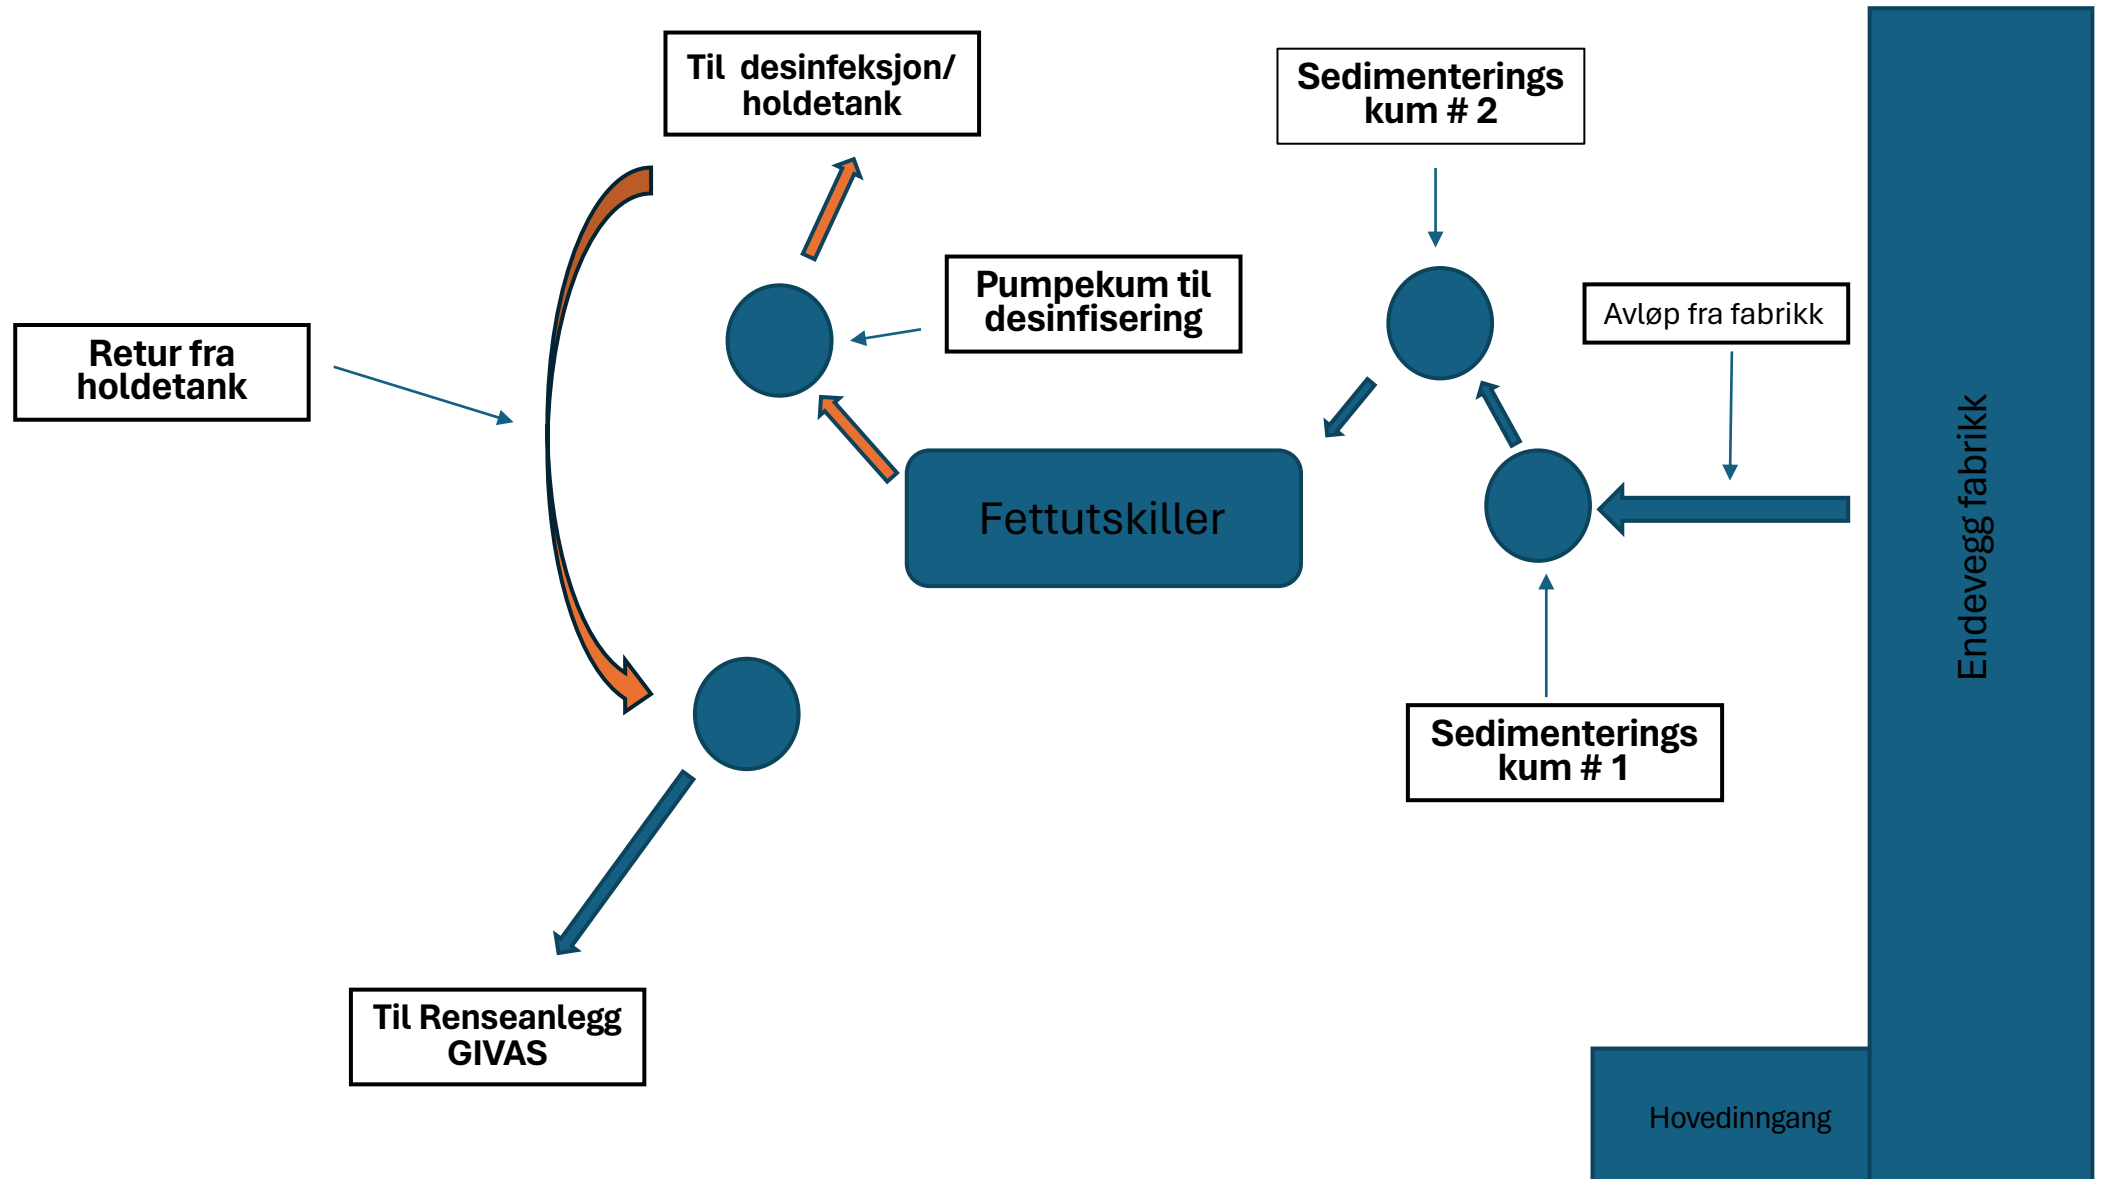 Til  desinfeksjon/
holdetank
Sedimenterings
kum # 2
Pumpekum til
desinfisering
Avløp fra fabrikk
Retur fra
holdetank
Endevegg fabrikk
Fettutskiller
Sedimenterings
kum # 1
Til Renseanlegg
GIVAS
Hovedinngang